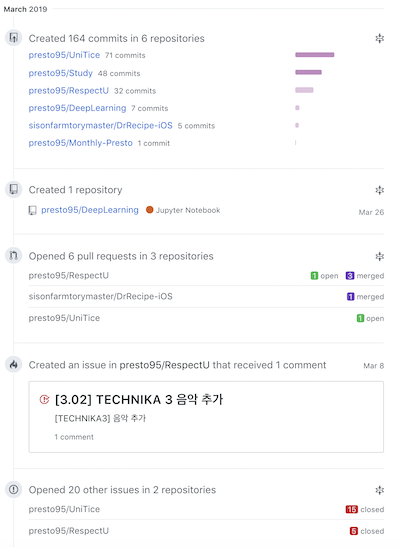 March 2019
Created 164 commits in 6 repositories
presto95/UniTice 71 commits
presto95/Study 48 commits
presto95/RespectU 32 commits
presto95/DeepLearning 7 commits
sisonfarmtorymaster/DrRecipe-iOS 5 commits
presto95/Monthly-Presto 1 commit
Created 1 repository
presto95/DeepLearning Jupyter Notebook Mar 26
Opened 6 pull requests in 3 repositories
presto95/RespectU 1 open 3 merged
sisonfarmtorymaster/DrRecipe-iOS 1 merged
presto95/UniTice 1 open
Created an issue in presto95/RespectU that received 1 comment Mar 8
[3.02] TECHNIKA 3 음악 추가
[TECHNIKA3] 음악 추가
1 comment
Opened 20 other issues in 2 repositories
presto95/UniTice 15 closed
presto95/RespectU 5 closed